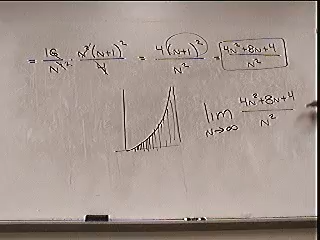 = 16/N⁴ · N²(N+1)²/4 = 4(N+1)²/N² = 4N²+8N+4/N²
lim N→∞ 4N²+8N+4/N²